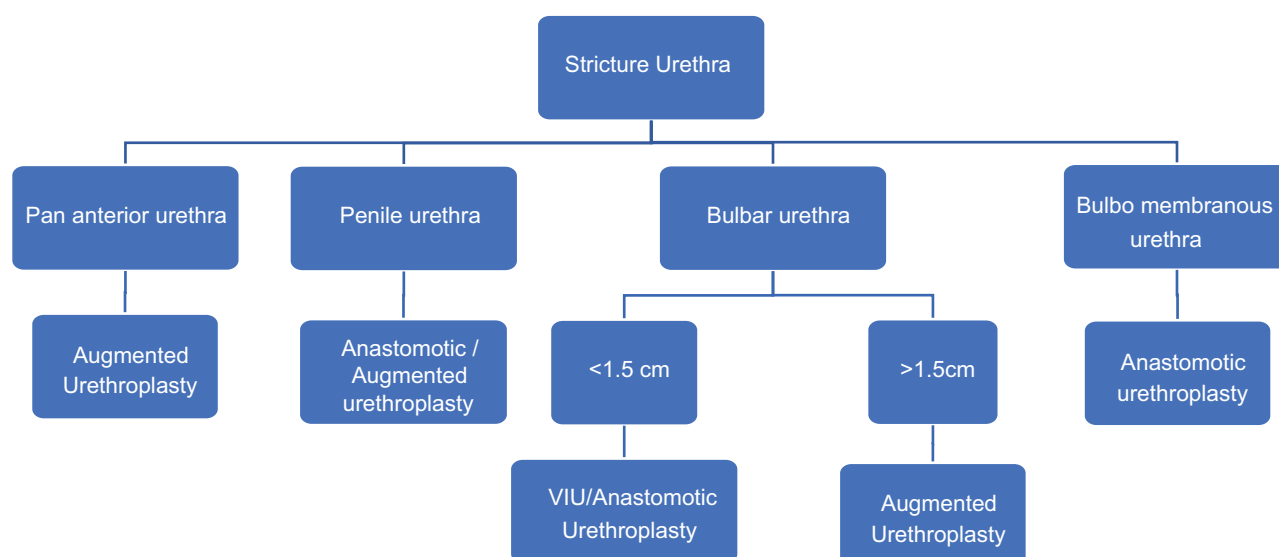 Stricture Urethra
Pan anterior urethra
Penile urethra
Bulbar urethra
Bulbo membranous
urethra
Augmented
Urethroplasty
Anastomotic /
Augmented
urethroplasty
<1.5 cm
>1.5cm
Anastomotic
urethroplasty
VIU/Anastomotic
Urethroplasty
Augmented
Urethroplasty